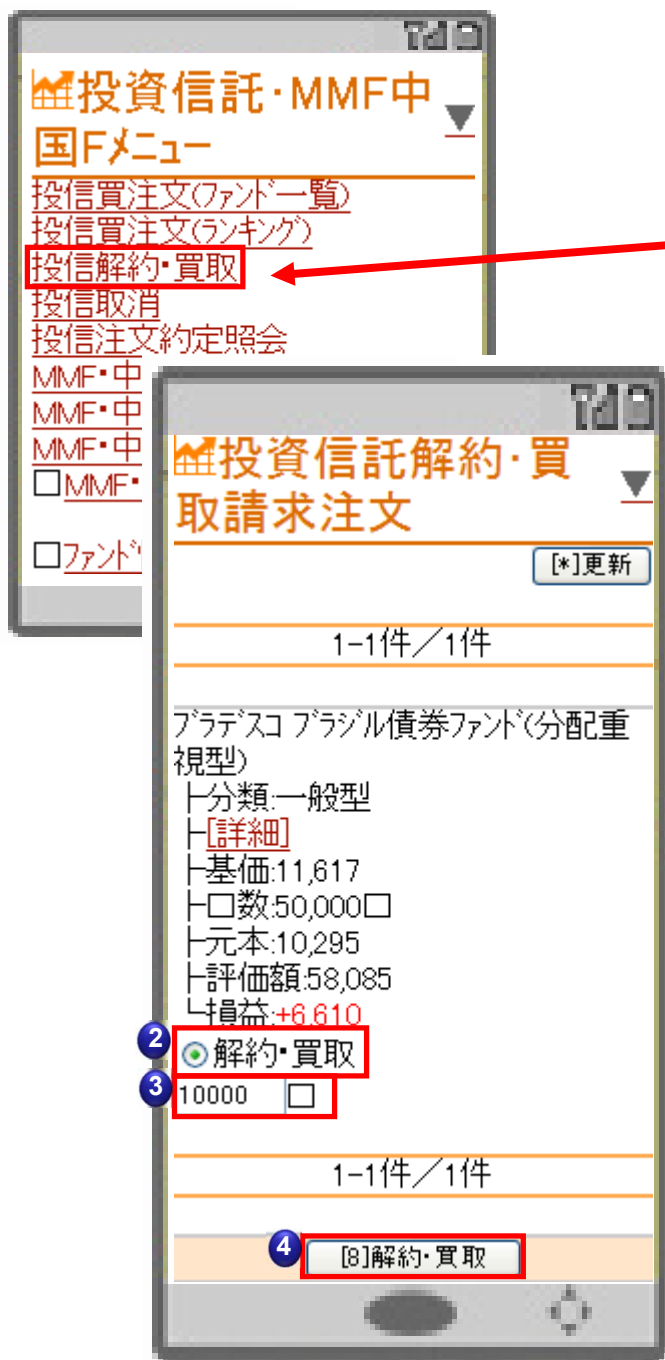 投資信託・MMF中
国Fメニュー
▼
投信買注文(ファンド一覧)
投信買注文(ランキング)
投信解約・買取
投信取消
投信注文約定照会
MMF・中
MMF・中
MMF・中
□MMF・
□ファンド
投資信託解約・買
取請求注文
▼
[*]更新
1-1件/1件
ブラデスコ ブラジル債券ファンド(分配重
視型)
├分類:一般型
├[詳細]
├基価:11,617
├口数:50,000口
├元本:10,295
├評価額:58,085
└損益:+6,610
2 解約・買取
3 10000 口
1-1件/1件
4 [8]解約・買取